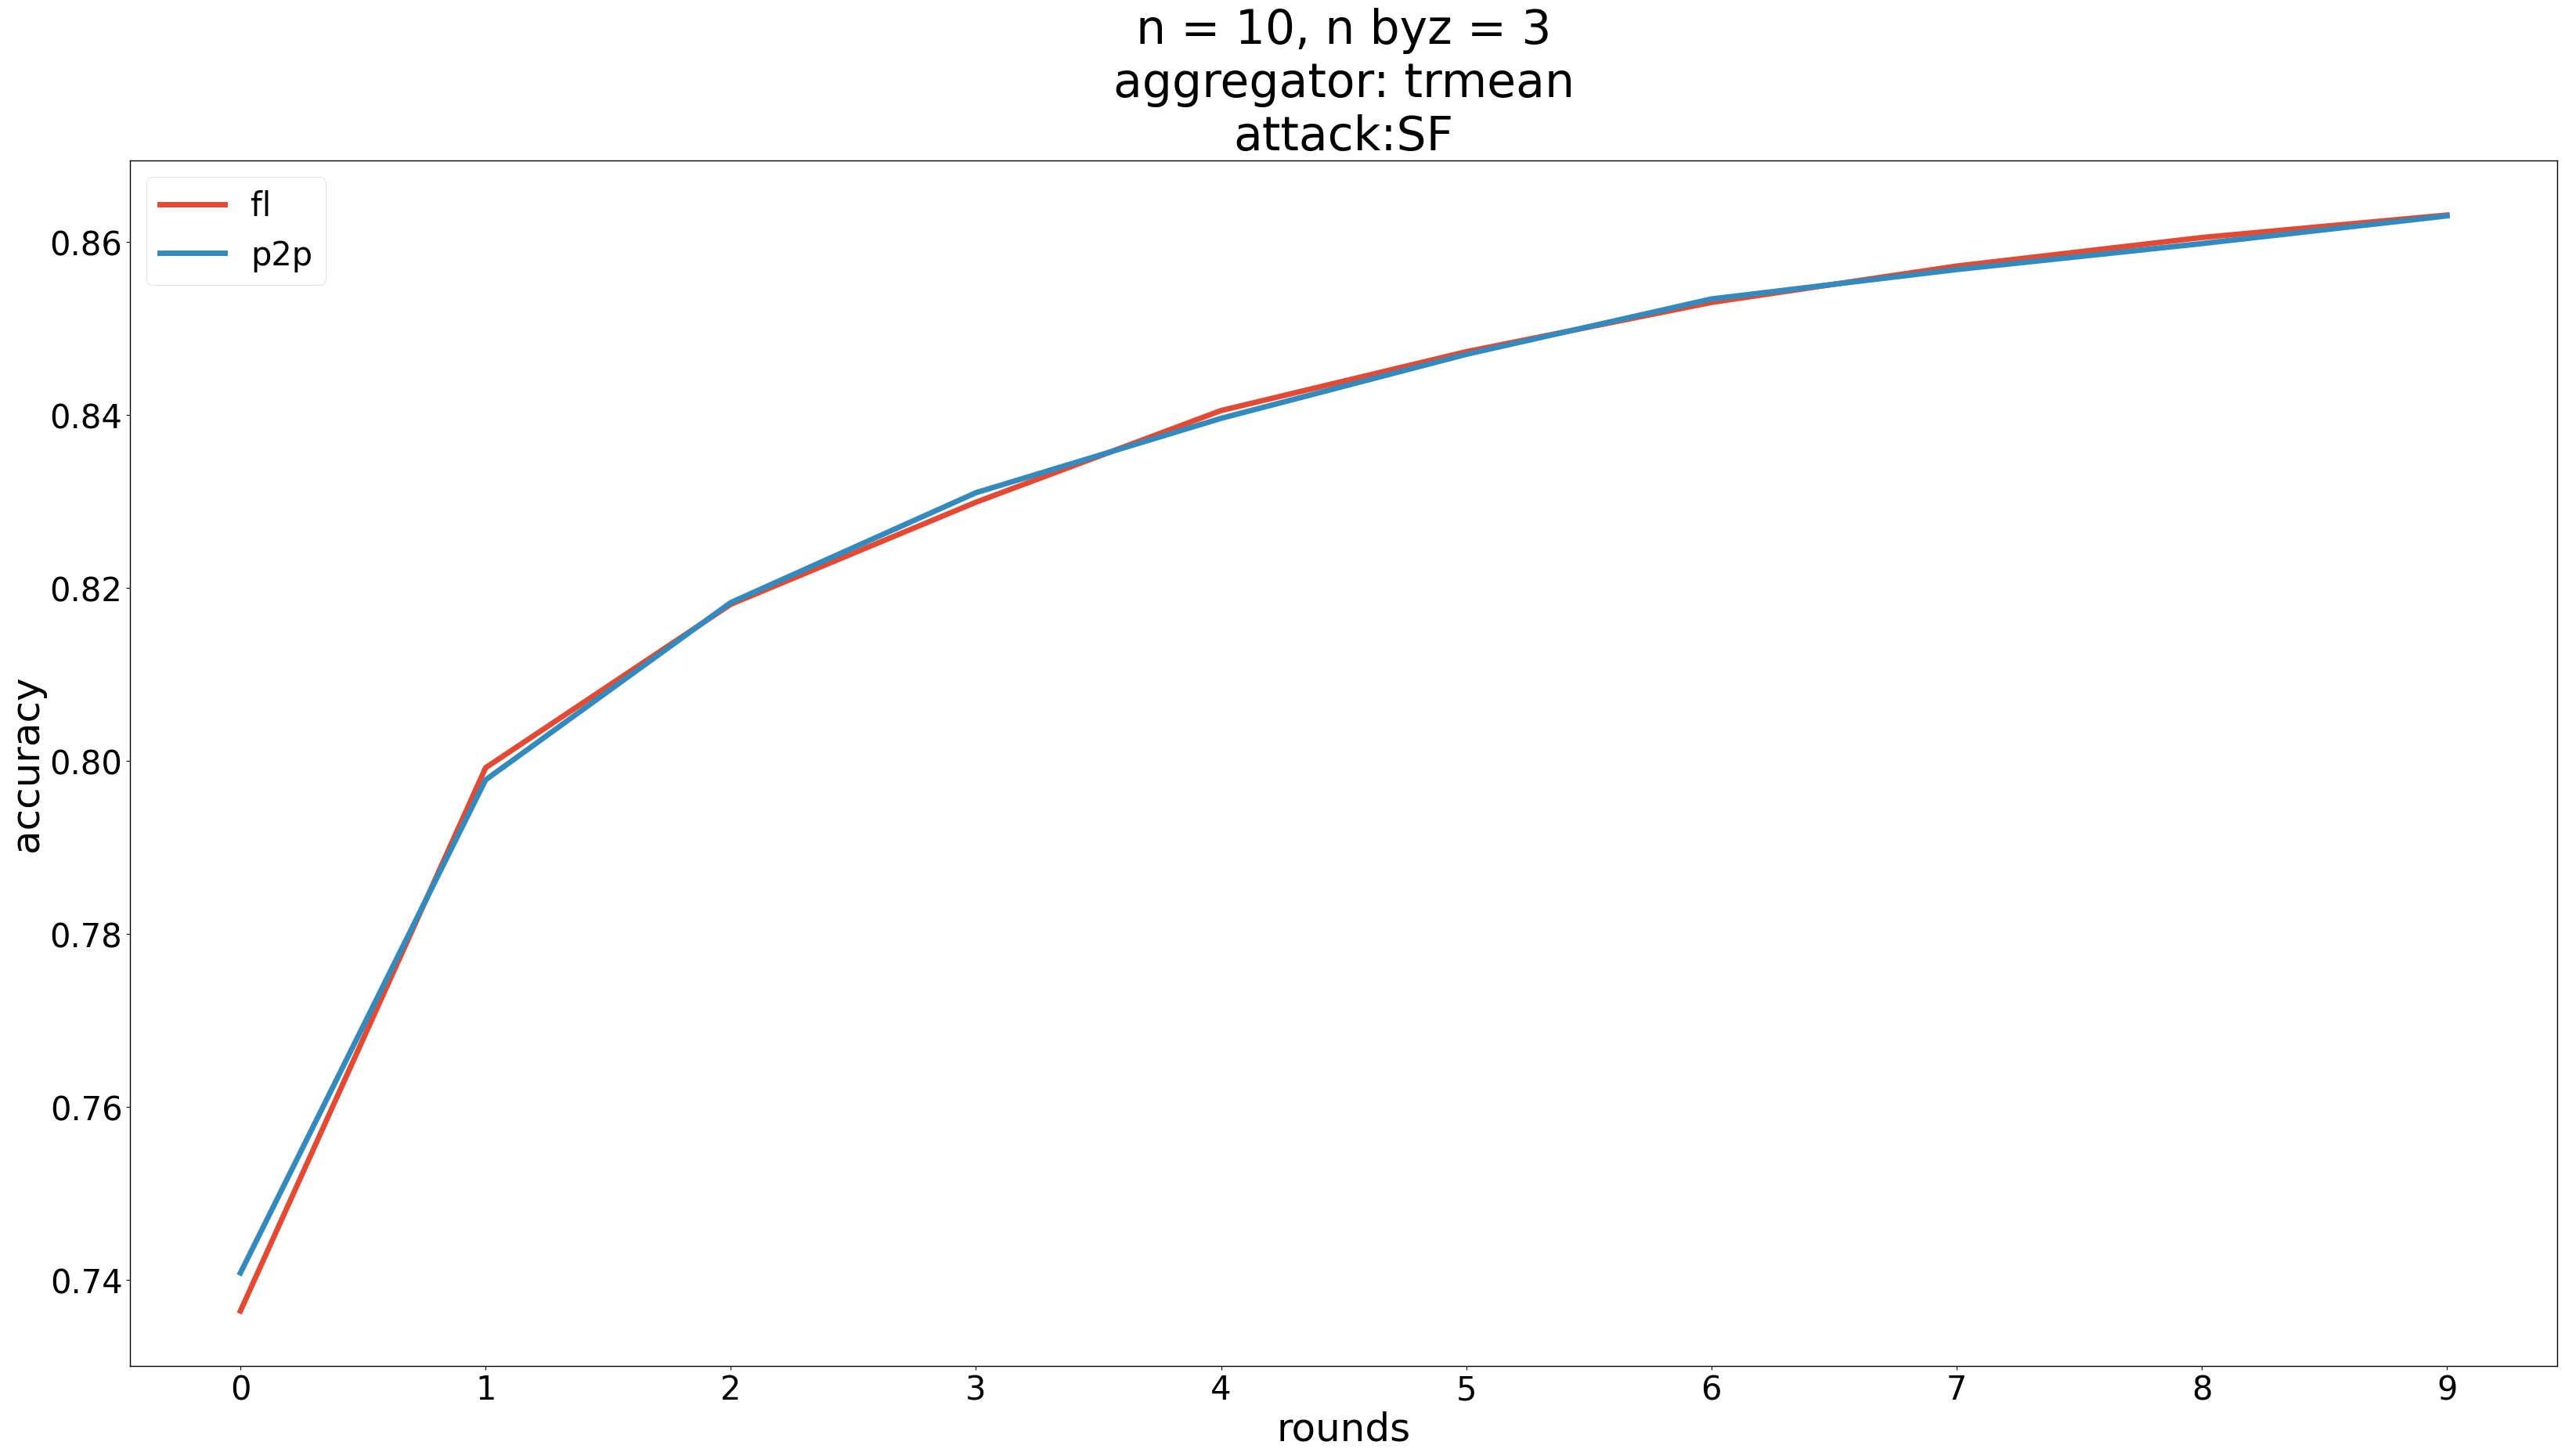 n = 10, n byz = 3
aggregator: trmean
attack:SF
fl
p2p
0.86
0.84
0.82
0.80
0.78
0.76
0.74
accuracy
0 1 2 3 4 5 6 7 8 9
rounds